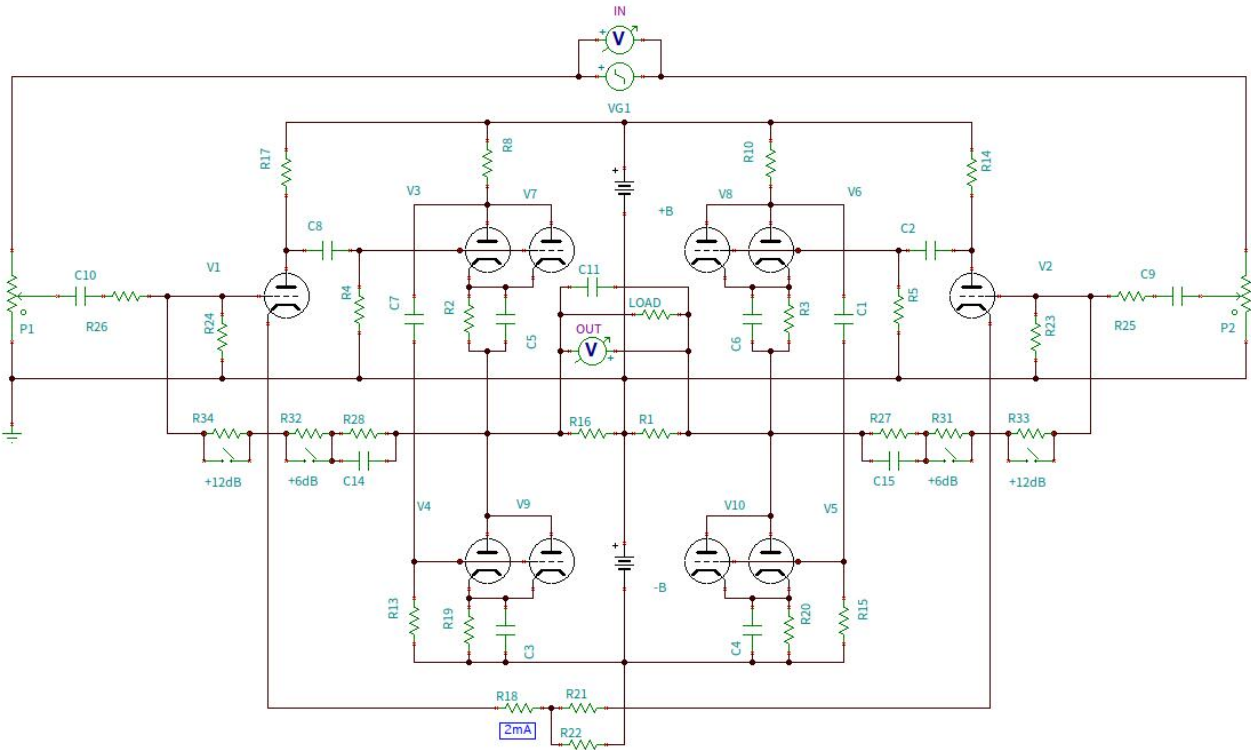 IN
+ V
+
VG1
R17
R8
R10
R14
V3
V7
+
+B
V8
V6
C8
C2
C10
V1
C11
V2
C9
R4
C7
R2
C5
LOAD
C6
R3
C1
R5
P1
R26
R24
OUT
V +
R23
R25
P2
R34
R32
R28
R16
R1
R27
R31
R33
+12dB
+6dB
C14
C15
+6dB
+12dB
V4
V9
V10
V5
+
-B
R13
R19
C3
C4
R20
R15
R18
R21
2mA
R22